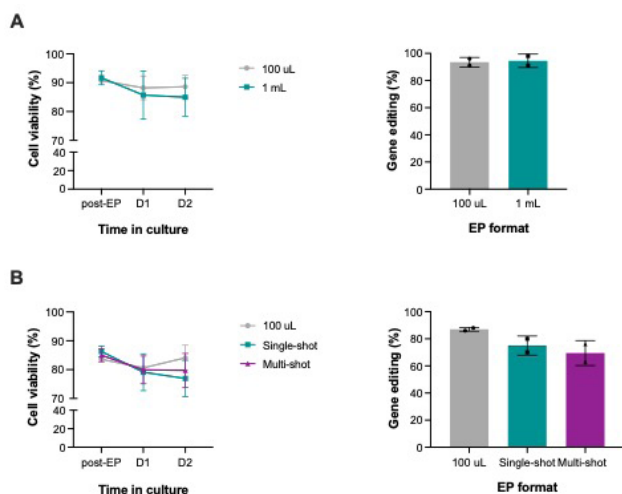 A
Cell viability (%)
100
90
80
70
40
20
0
post-EP D1 D2
Time in culture
100 uL
1 mL
Gene editing (%)
100
80
60
40
20
0
100 uL 1 mL
EP format
B
Cell viability (%)
100
90
80
70
40
20
0
post-EP D1 D2
Time in culture
100 uL
Single-shot
Multi-shot
Gene editing (%)
100
80
60
40
20
0
100 uL Single-shot Multi-shot
EP format